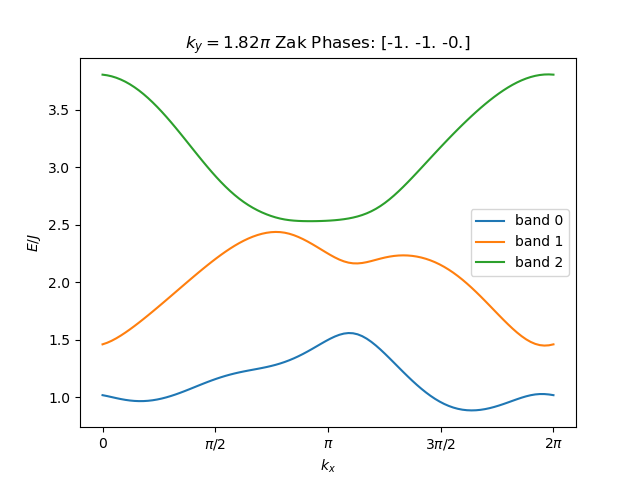 k_y = 1.82π Zak Phases: [-1. -1. -0.]
3.5
3.0
2.5
2.0
1.5
1.0
E/J
band 0
band 1
band 2
0
π/2
π
3π/2
2π
k_x